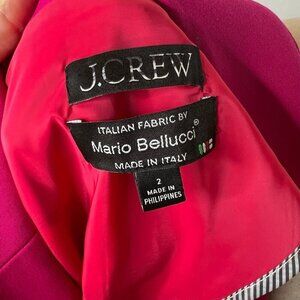 J.CREW
ITALIAN FABRIC BY
Mario Bellucci®
MADE IN ITALY
2
MADE IN
PHILIPPINES